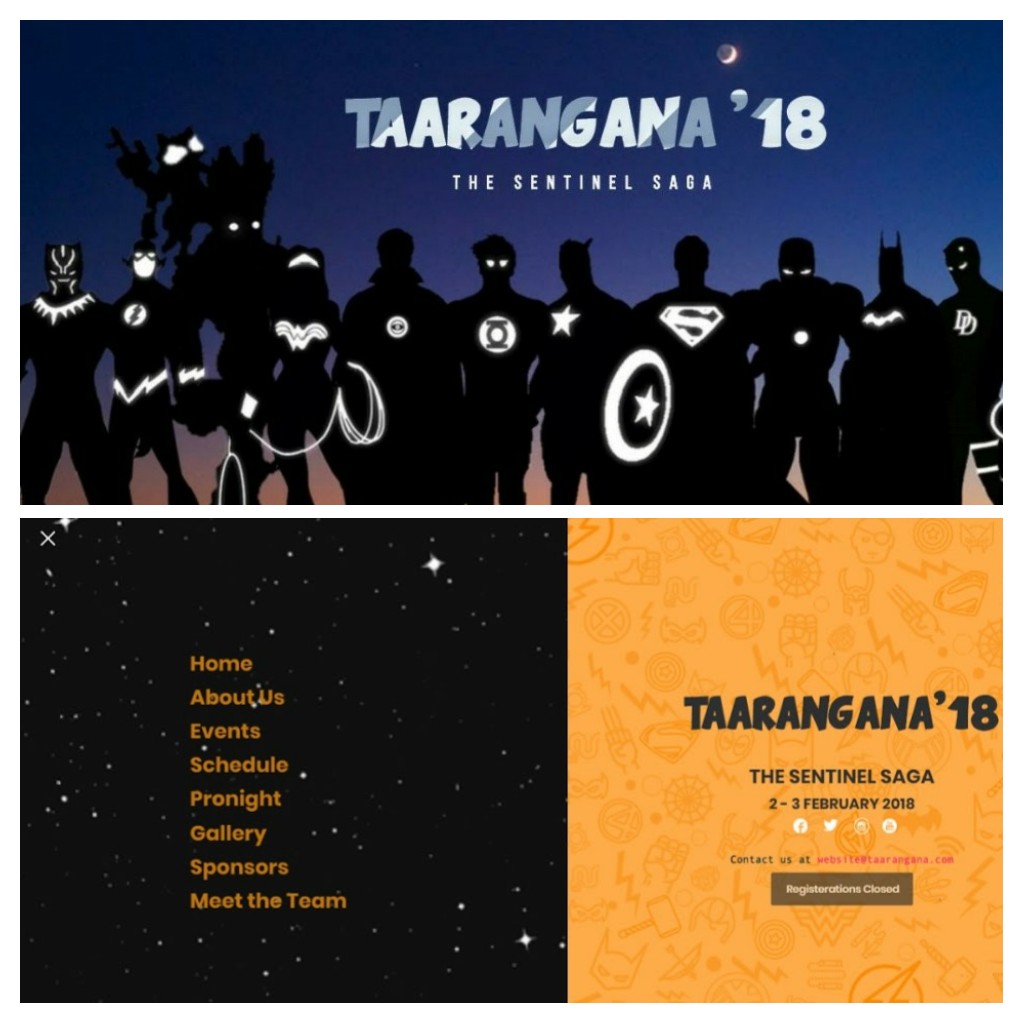 TAARANGANA '18
THE SENTINEL SAGA
DD
Home
About Us
Events
Schedule
Pronight
Gallery
Sponsors
Meet the Team
TAARANGANA'18
THE SENTINEL SAGA
2 - 3 FEBRUARY 2018
Contact us at website@taarangana.com
Registerations Closed